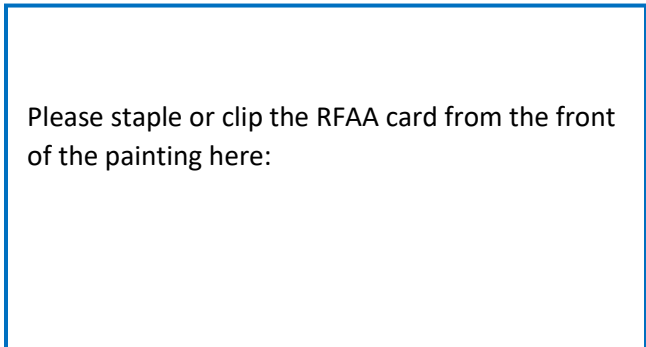 Please staple or clip the RFAA card from the front
of the painting here: